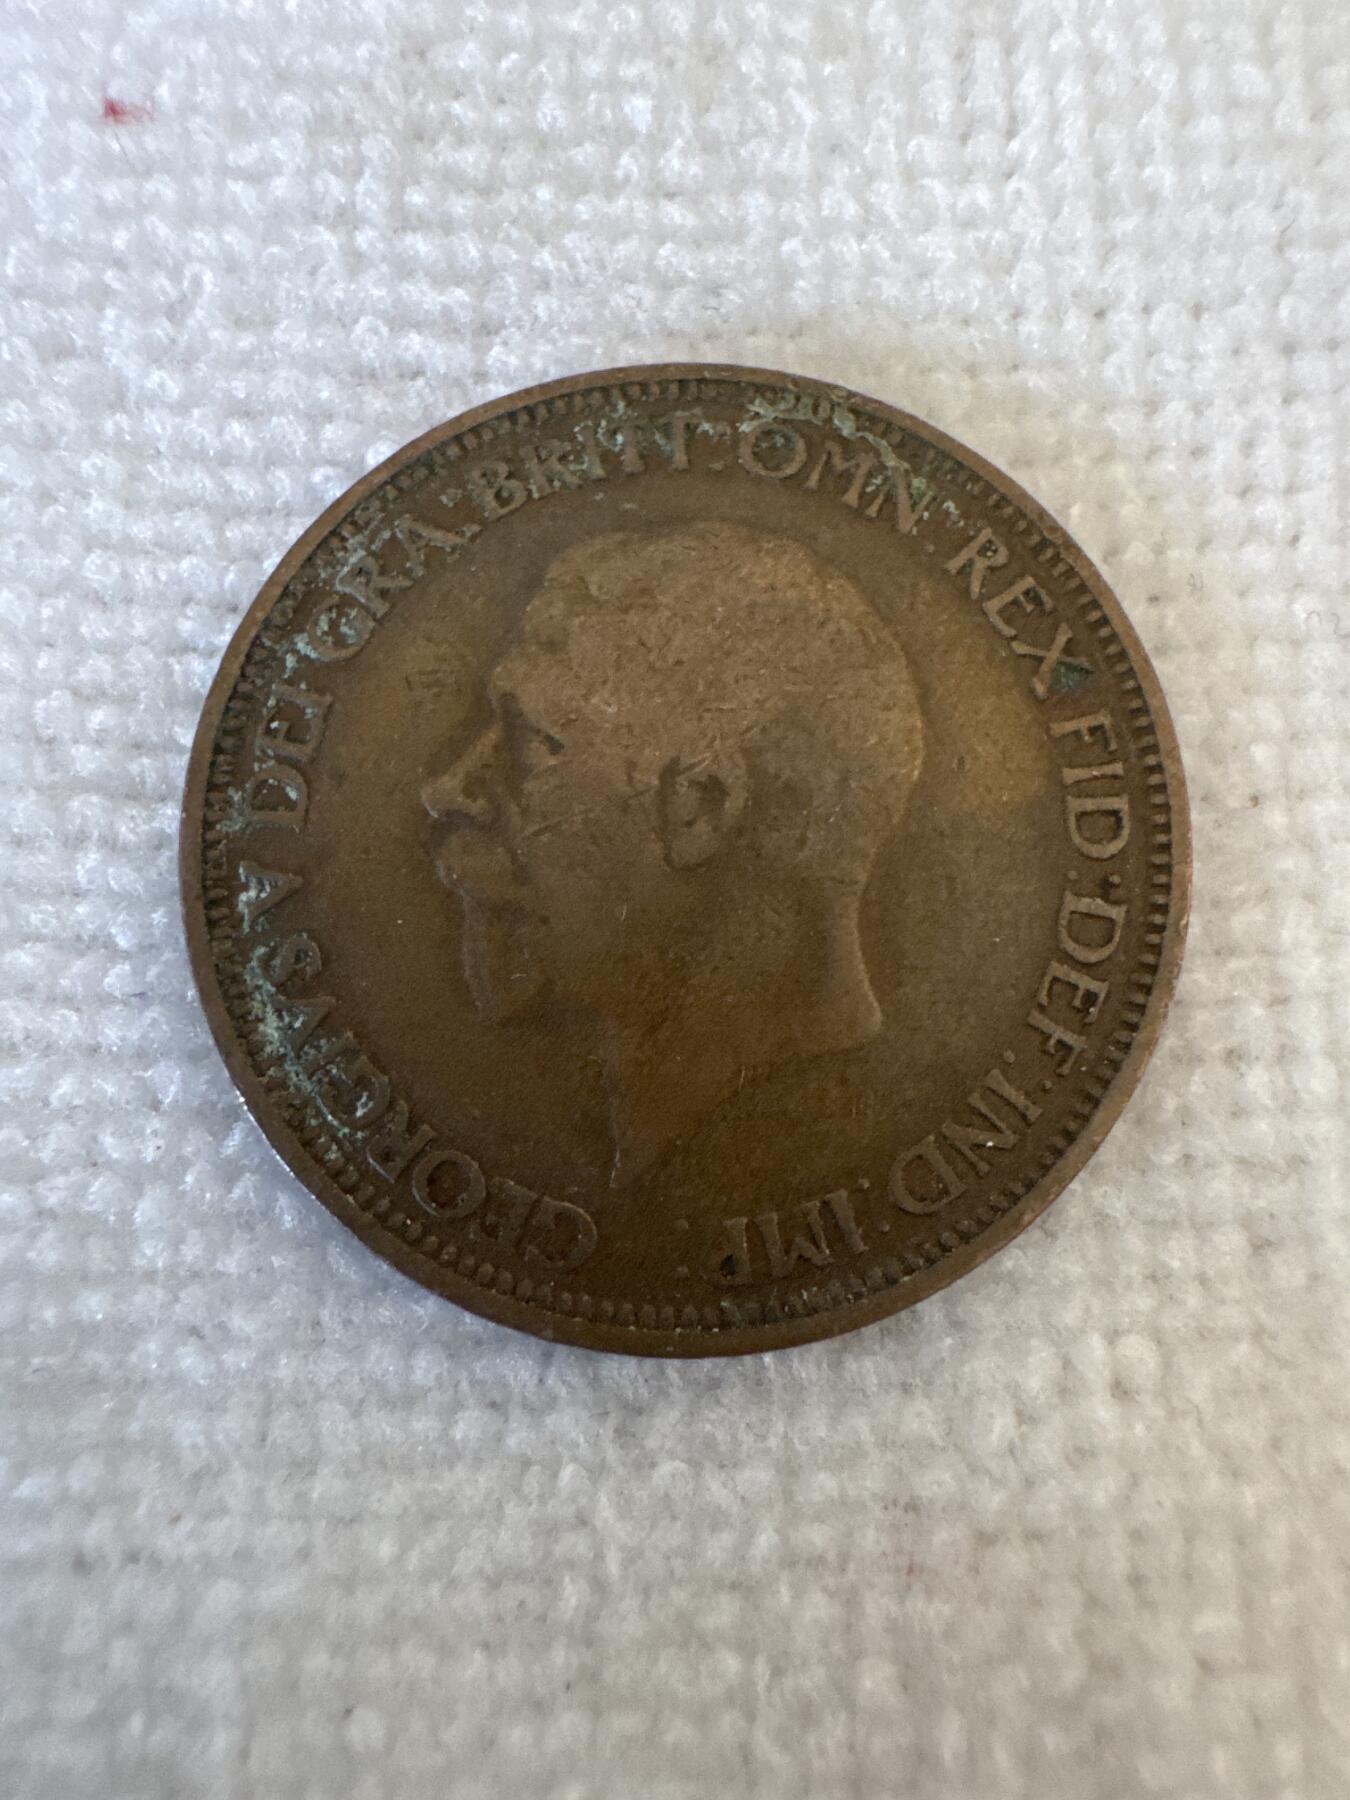 GEORGIVS V DEI GRA: BRITT: OMN: REX FID: DEF: IND: IMP: